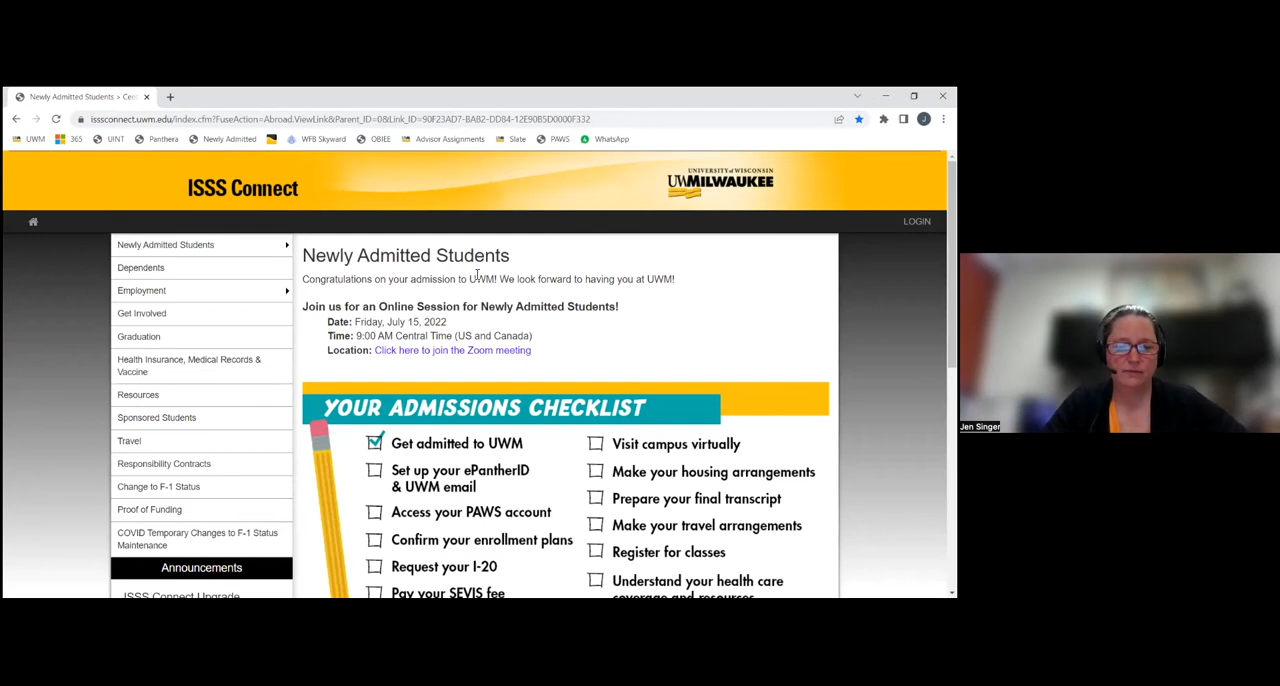 Newly Admitted Students > Cen
isssconnect.uwm.edu/index.cfm?FuseAction=Abroad.ViewLink&Parent_ID=0&Link_ID=90F23AD7-BAB2-DD84-12E90B5D0000F332
J
UWM 365 UINT Panthera Newly Admitted WFB Skyward OBIEE Advisor Assignments Slate PAWS WhatsApp
ISSS Connect
UNIVERSITY of WISCONSIN
UWMILWAUKEE
LOGIN
Newly Admitted Students
Dependents
Employment
Get Involved
Graduation
Health Insurance, Medical Records &
Vaccine
Resources
Sponsored Students
Travel
Responsibility Contracts
Change to F-1 Status
Proof of Funding
COVID Temporary Changes to F-1 Status
Maintenance
Announcements
ISSS Connect Upgrade
Newly Admitted Students
Congratulations on your admission to UWM! We look forward to having you at UWM!
Join us for an Online Session for Newly Admitted Students!
Date: Friday, July 15, 2022
Time: 9:00 AM Central Time (US and Canada)
Location: Click here to join the Zoom meeting
YOUR ADMISSIONS CHECKLIST
Get admitted to UWM
Set up your ePantherID
& UWM email
Access your PAWS account
Confirm your enrollment plans
Request your I-20
Pay your SEVIS fee
Visit campus virtually
Make your housing arrangements
Prepare your final transcript
Make your travel arrangements
Register for classes
Understand your health care
coverage and resources
Jen Singer